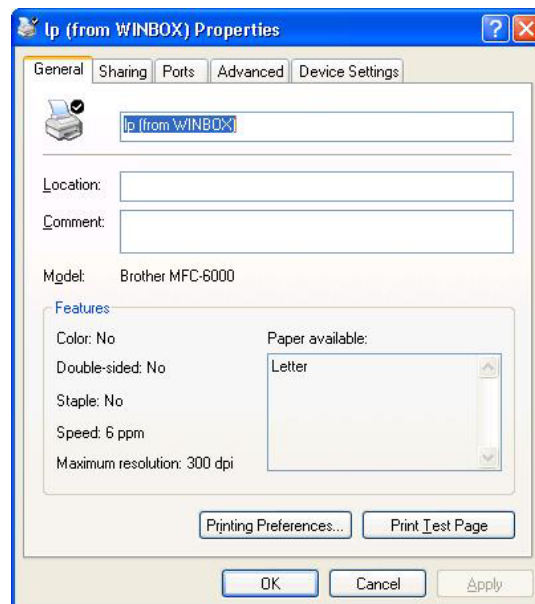 lp (from WINBOX) Properties
General Sharing Ports Advanced Device Settings
lp (from WINBOX)
Location:
Comment:
Model: Brother MFC-6000
Features
Color: No Paper available:
Double-sided: No Letter
Staple: No
Speed: 6 ppm
Maximum resolution: 300 dpi
Printing Preferences... Print Test Page
OK Cancel Apply